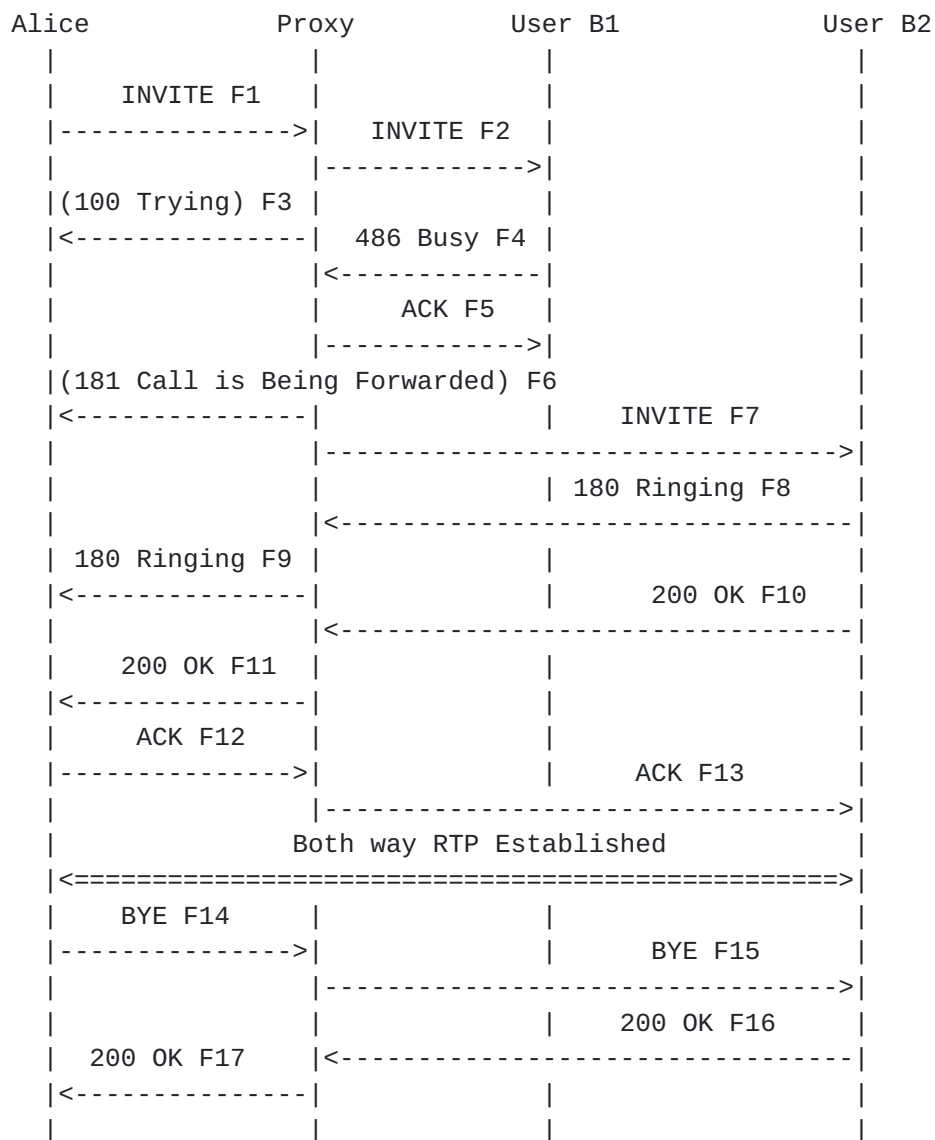 Alice Proxy User B1 User B2
INVITE F1
INVITE F2
(100 Trying) F3
486 Busy F4
ACK F5
(181 Call is Being Forwarded) F6
INVITE F7
180 Ringing F8
180 Ringing F9
200 OK F10
200 OK F11
ACK F12
ACK F13
Both way RTP Established
BYE F14
BYE F15
200 OK F16
200 OK F17